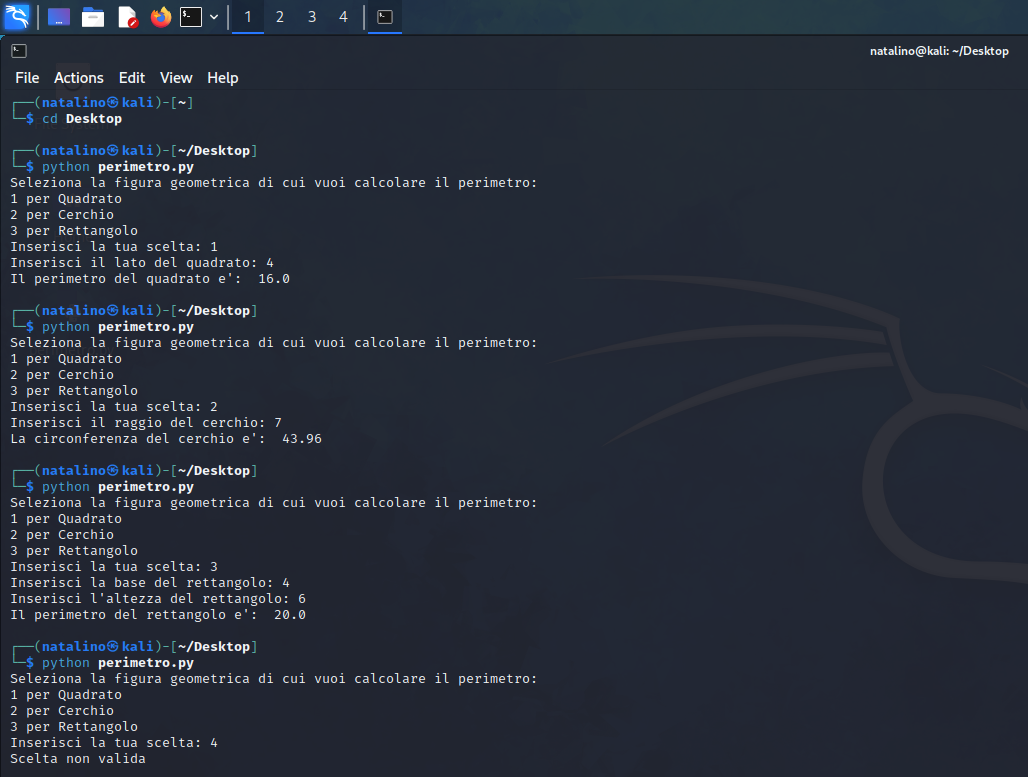 1 2 3 4
natalino@kali: ~/Desktop
File Actions Edit View Help
┌──(natalino㉿kali)-[~]
└─$ cd Desktop
┌──(natalino㉿kali)-[~/Desktop]
└─$ python perimetro.py
Seleziona la figura geometrica di cui vuoi calcolare il perimetro:
1 per Quadrato
2 per Cerchio
3 per Rettangolo
Inserisci la tua scelta: 1
Inserisci il lato del quadrato: 4
Il perimetro del quadrato e':  16.0
┌──(natalino㉿kali)-[~/Desktop]
└─$ python perimetro.py
Seleziona la figura geometrica di cui vuoi calcolare il perimetro:
1 per Quadrato
2 per Cerchio
3 per Rettangolo
Inserisci la tua scelta: 2
Inserisci il raggio del cerchio: 7
La circonferenza del cerchio e':  43.96
┌──(natalino㉿kali)-[~/Desktop]
└─$ python perimetro.py
Seleziona la figura geometrica di cui vuoi calcolare il perimetro:
1 per Quadrato
2 per Cerchio
3 per Rettangolo
Inserisci la tua scelta: 3
Inserisci la base del rettangolo: 4
Inserisci l'altezza del rettangolo: 6
Il perimetro del rettangolo e':  20.0
┌──(natalino㉿kali)-[~/Desktop]
└─$ python perimetro.py
Seleziona la figura geometrica di cui vuoi calcolare il perimetro:
1 per Quadrato
2 per Cerchio
3 per Rettangolo
Inserisci la tua scelta: 4
Scelta non valida